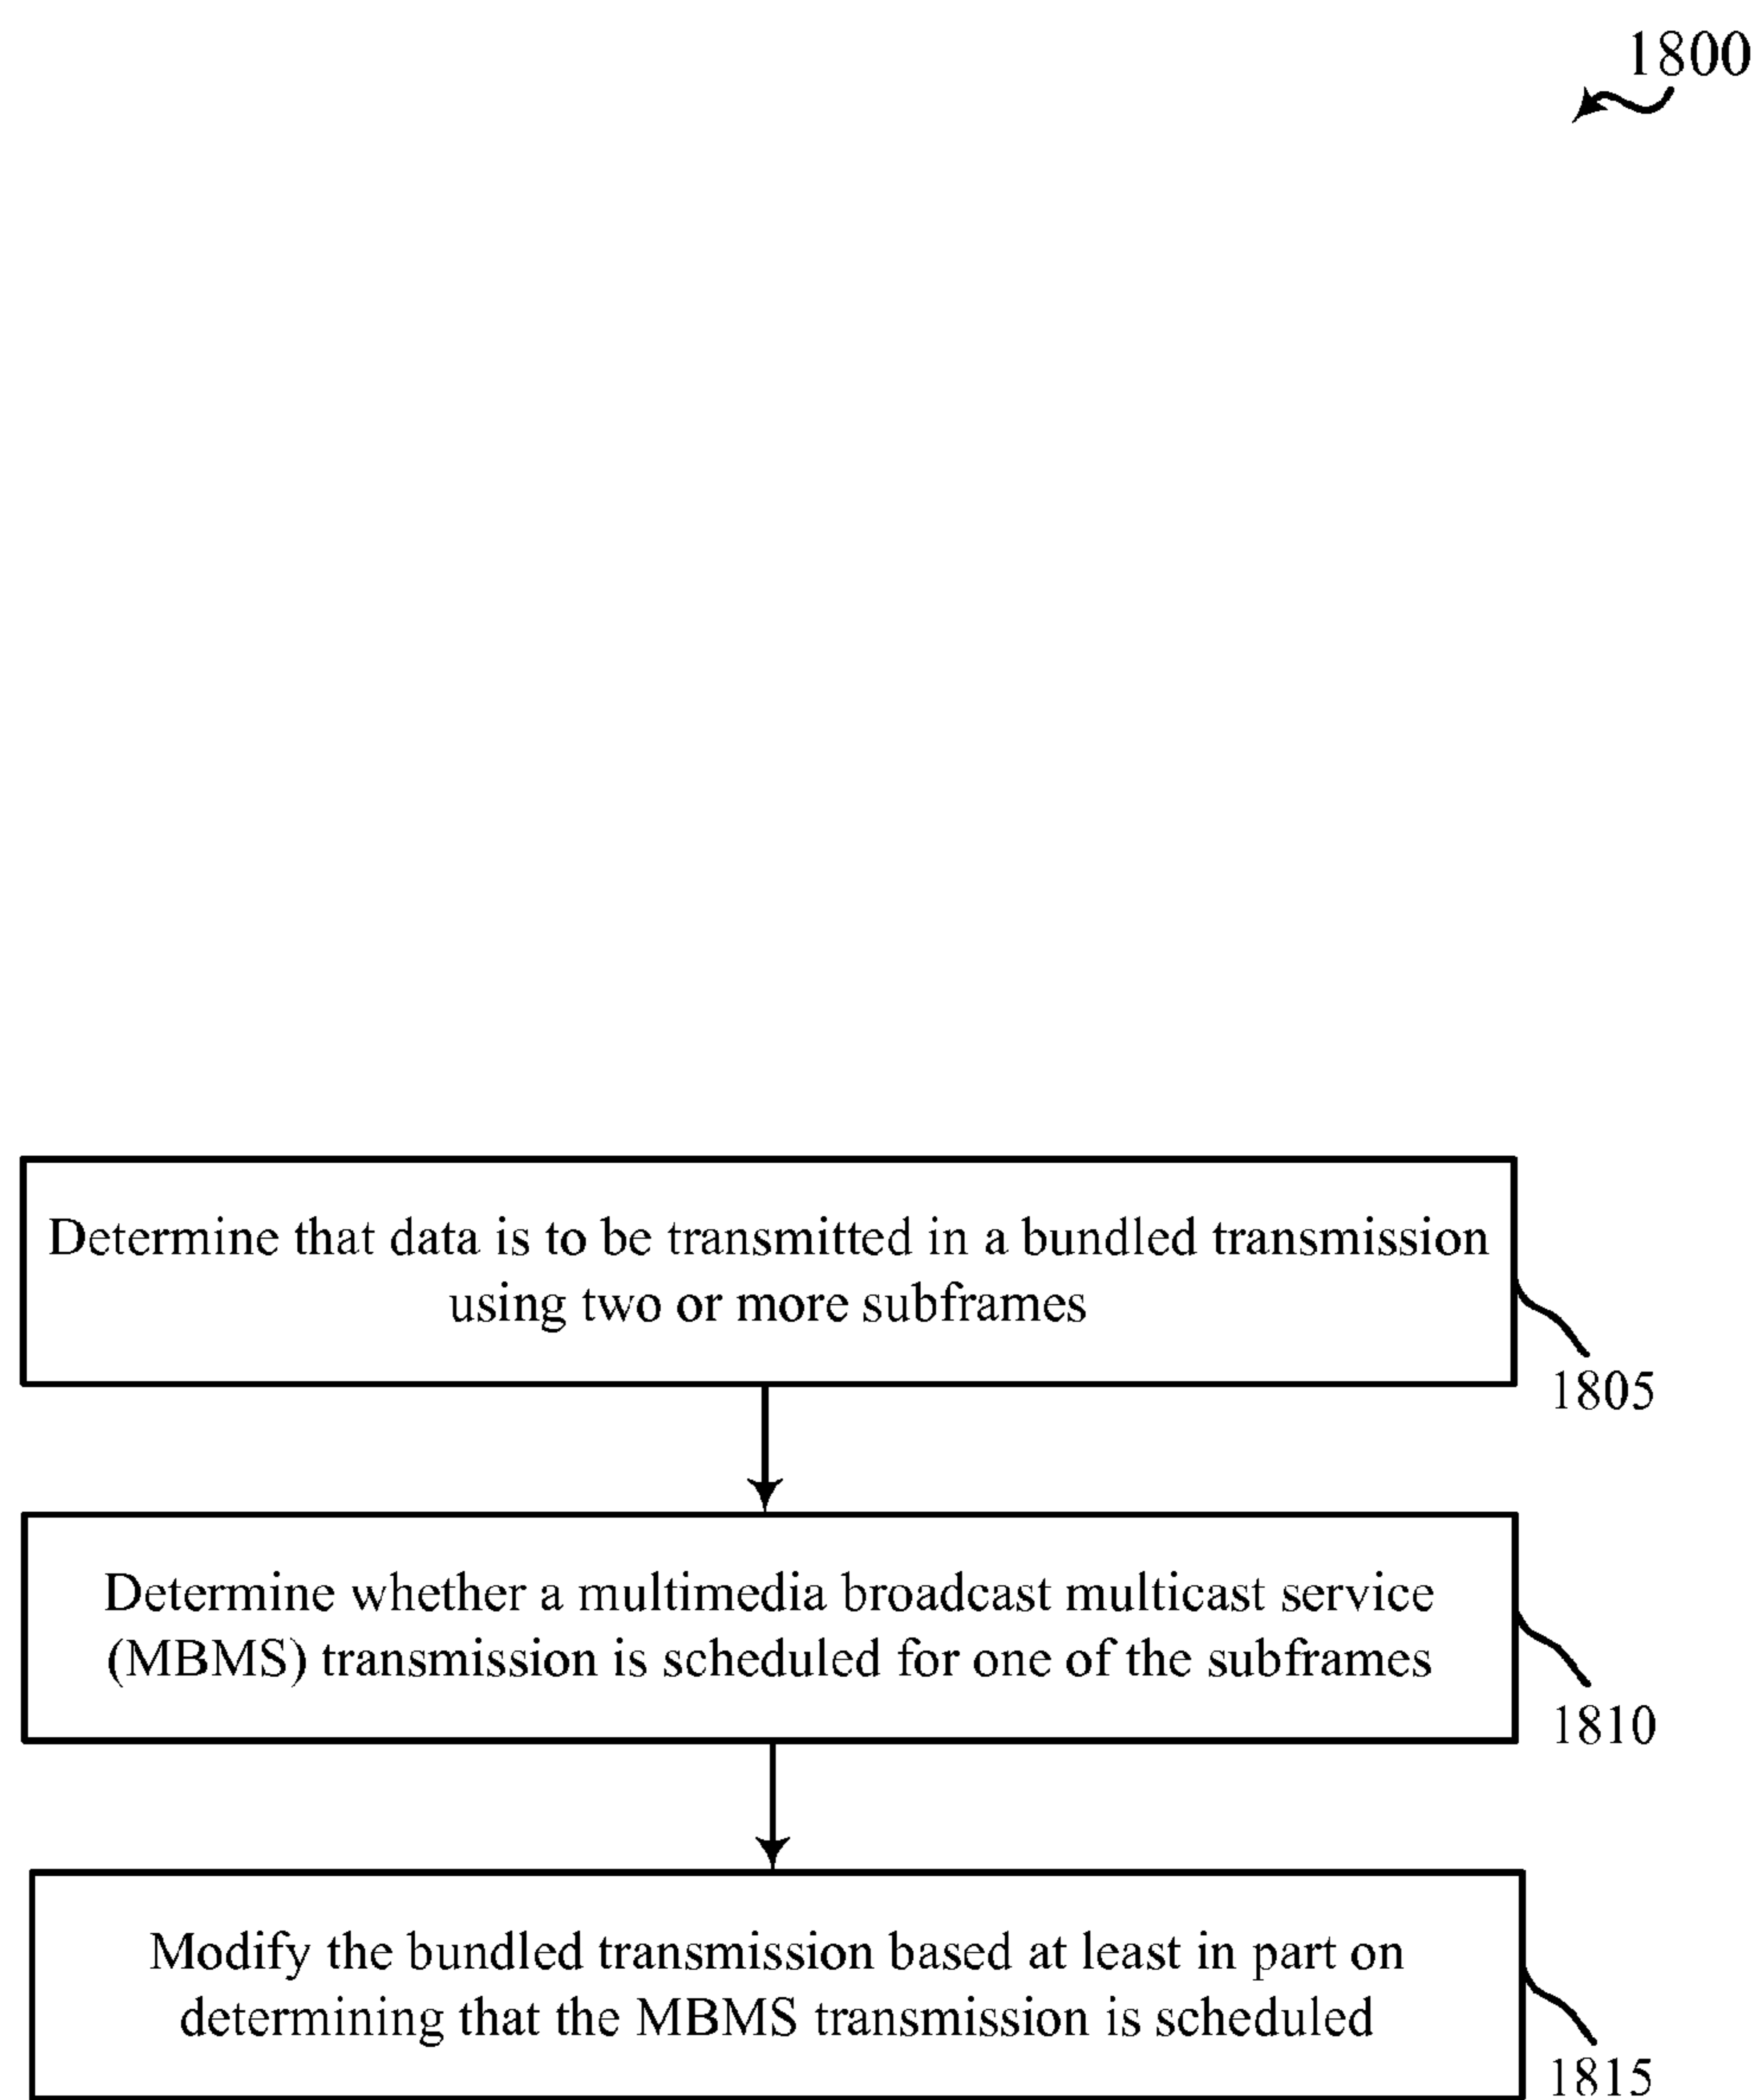 1800
Determine that data is to be transmitted in a bundled transmission
using two or more subframes
1805
Determine whether a multimedia broadcast multicast service
(MBMS) transmission is scheduled for one of the subframes
1810
Modify the bundled transmission based at least in part on
determining that the MBMS transmission is scheduled
1815